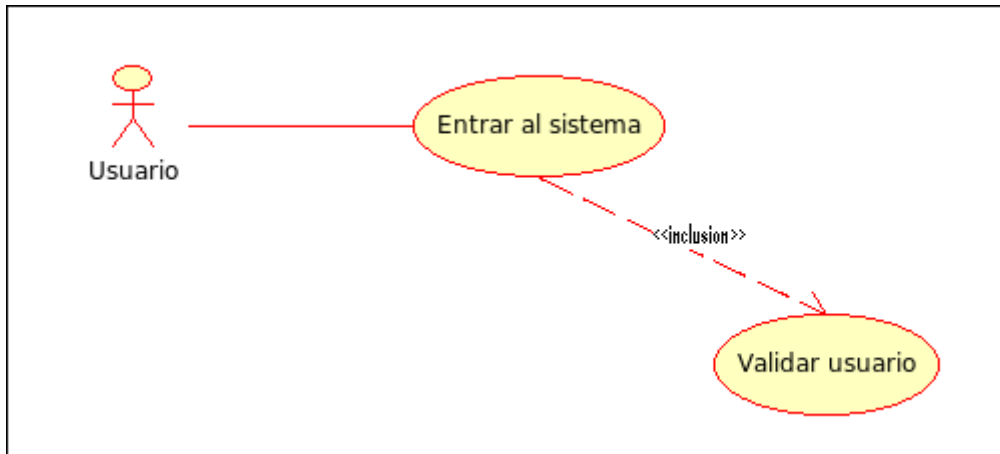 Entrar al sistema
Usuario
<<inclusion>>
Validar usuario